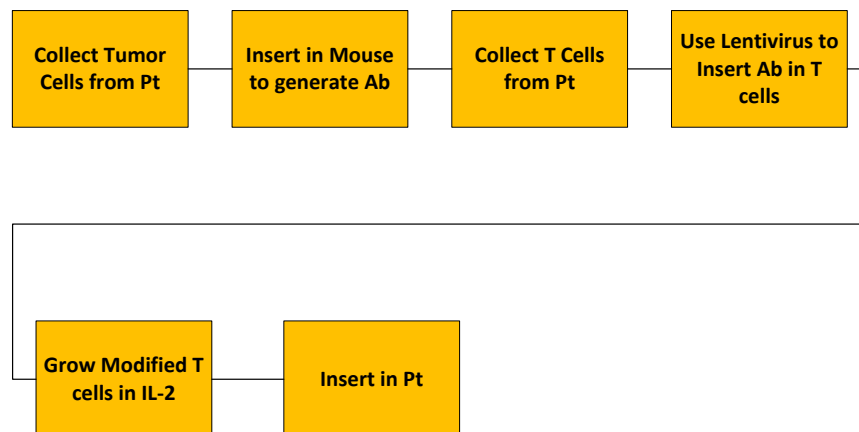 Collect Tumor
Cells from Pt
Insert in Mouse
to generate Ab
Collect T Cells
from Pt
Use Lentivirus to
Insert Ab in T
cells
Grow Modified T
cells in IL-2
Insert in Pt